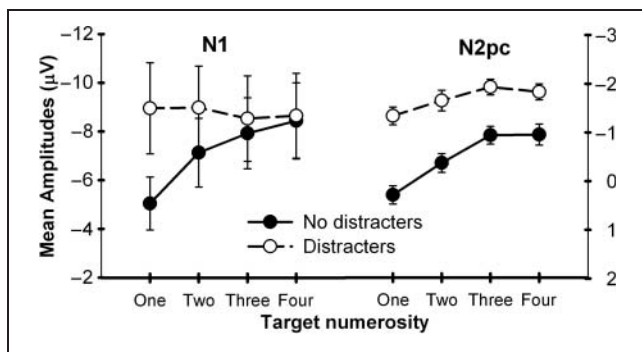 N1
N2pc
Mean Amplitudes (μV)
−12
−10
−8
−6
−4
−2
−3
−2
−1
0
1
2
No distracters
Distracters
One Two Three Four
One Two Three Four
Target numerosity